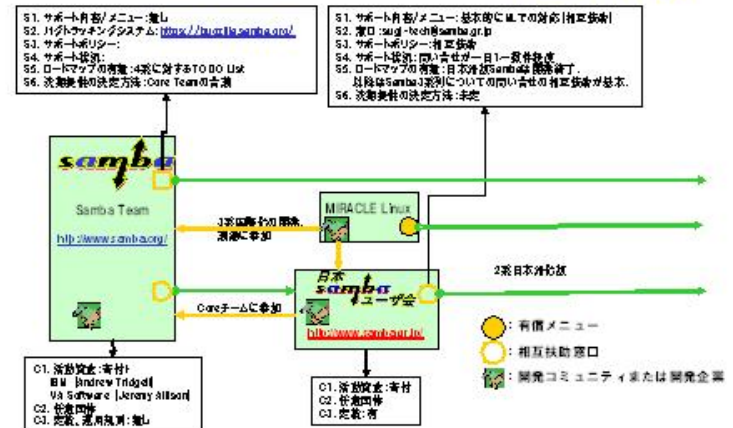 S1. サポート内容/メニュー:無し
S2. バグトラッキングシステム:https://bugzilla.samba.org/
S3. サポートポリシー:
S4. サポート状況:
S5. ロードマップの有無:4系に対するTODO List
S6. 次期提供の決定方法:Core Teamの合議
S1. サポート内容/メニュー:基本的にMLでの対応(相互扶助)
S2. 窓口:sugj-tech@samba.gr.jp
S3. サポートポリシー:相互扶助
S4. サポート状況:問い合せが一日1~数件程度
S5. ロードマップの有無:日本語版Sambaは開発終了.
以降はSamba3系列についての問い合せの相互扶助が基本.
S6. 次期提供の決定方法:未定
samba
Samba Team
http://www.samba.org/
3系国際化の開発,
に参加
MIRACLE Linux
Coreチームに参加
日本
samba
ユーザ会
http://www.samba.gr.jp/
2系日本語版
:有償メニュー
:相互扶助窓口
:開発コミュニティまたは開発企業
C1. 活動資金:寄付
IBM (Andrew Tridgell)
VA Software (Jeremy Allison)
C2. 任意団体
C3. 定款、運用規則:無し
C1. 活動資金:寄付
C2. 任意団体
C3. 定款:有